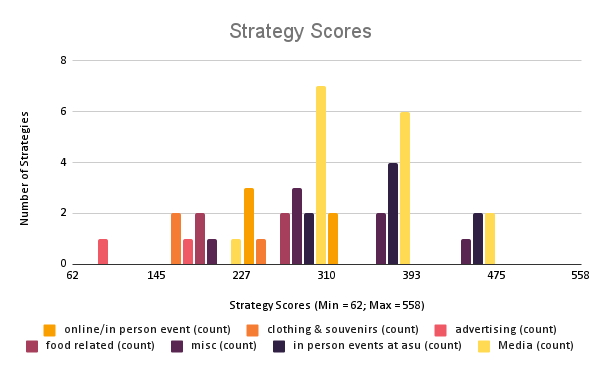 Strategy Scores
8
6
4
2
0
Number of Strategies
62 145 227 310 393 475 558
Strategy Scores (Min =62; Max =558)
online/in person event (count) clothing & souvenirs (count) advertising (count)
food related (count) misc (count) in person events at asu (count) Media (count)